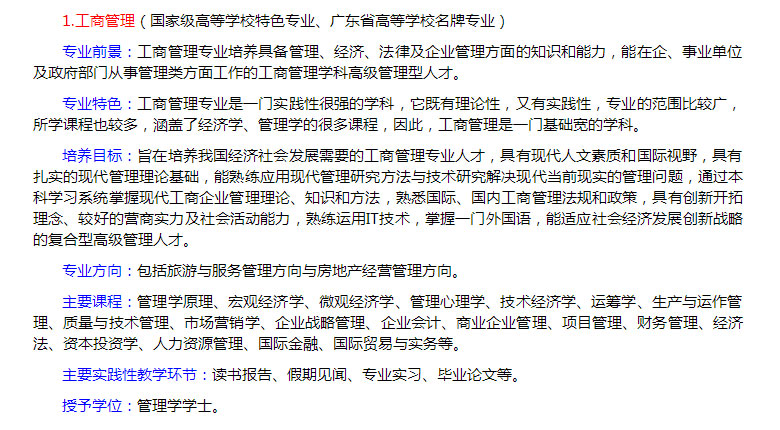 1.工商管理（国家级高等学校特色专业、广东省高等学校名牌专业）
专业前景：工商管理专业培养具备管理、经济、法律及企业管理方面的知识和能力，能在企、事业单位
及政府部门从事管理类方面工作的工商管理学科高级管理型人才。
专业特色：工商管理专业是一门实践性很强的学科，它既有理论性，又有实践性，专业的范围比较广，
所学课程也较多，涵盖了经济学、管理学的很多课程，因此，工商管理是一门基础宽的学科。
培养目标：旨在培养我国经济社会发展需要的工商管理专业人才，具有现代人文素质和国际视野，具有
扎实的现代管理理论基础，能熟练应用现代管理研究方法与技术研究解决现代当前现实的管理问题，通过本
科学习系统掌握现代工商企业管理理论、知识和方法，熟悉国际、国内工商管理法规和政策，具有创新开拓
理念、较好的营商实力及社会活动能力，熟练运用IT技术，掌握一门外国语，能适应社会经济发展创新战略
的复合型高级管理人才。
专业方向：包括旅游与服务管理方向与房地产经营管理方向。
主要课程：管理学原理、宏观经济学、微观经济学、管理心理学、技术经济学、运筹学、生产与运作管
理、质量与技术管理、市场营销学、企业战略管理、企业会计、商业企业管理、项目管理、财务管理、经济
法、资本投资学、人力资源管理、国际金融、国际贸易与实务等。
主要实践性教学环节：读书报告、假期见闻、专业实习、毕业论文等。
授予学位：管理学学士。